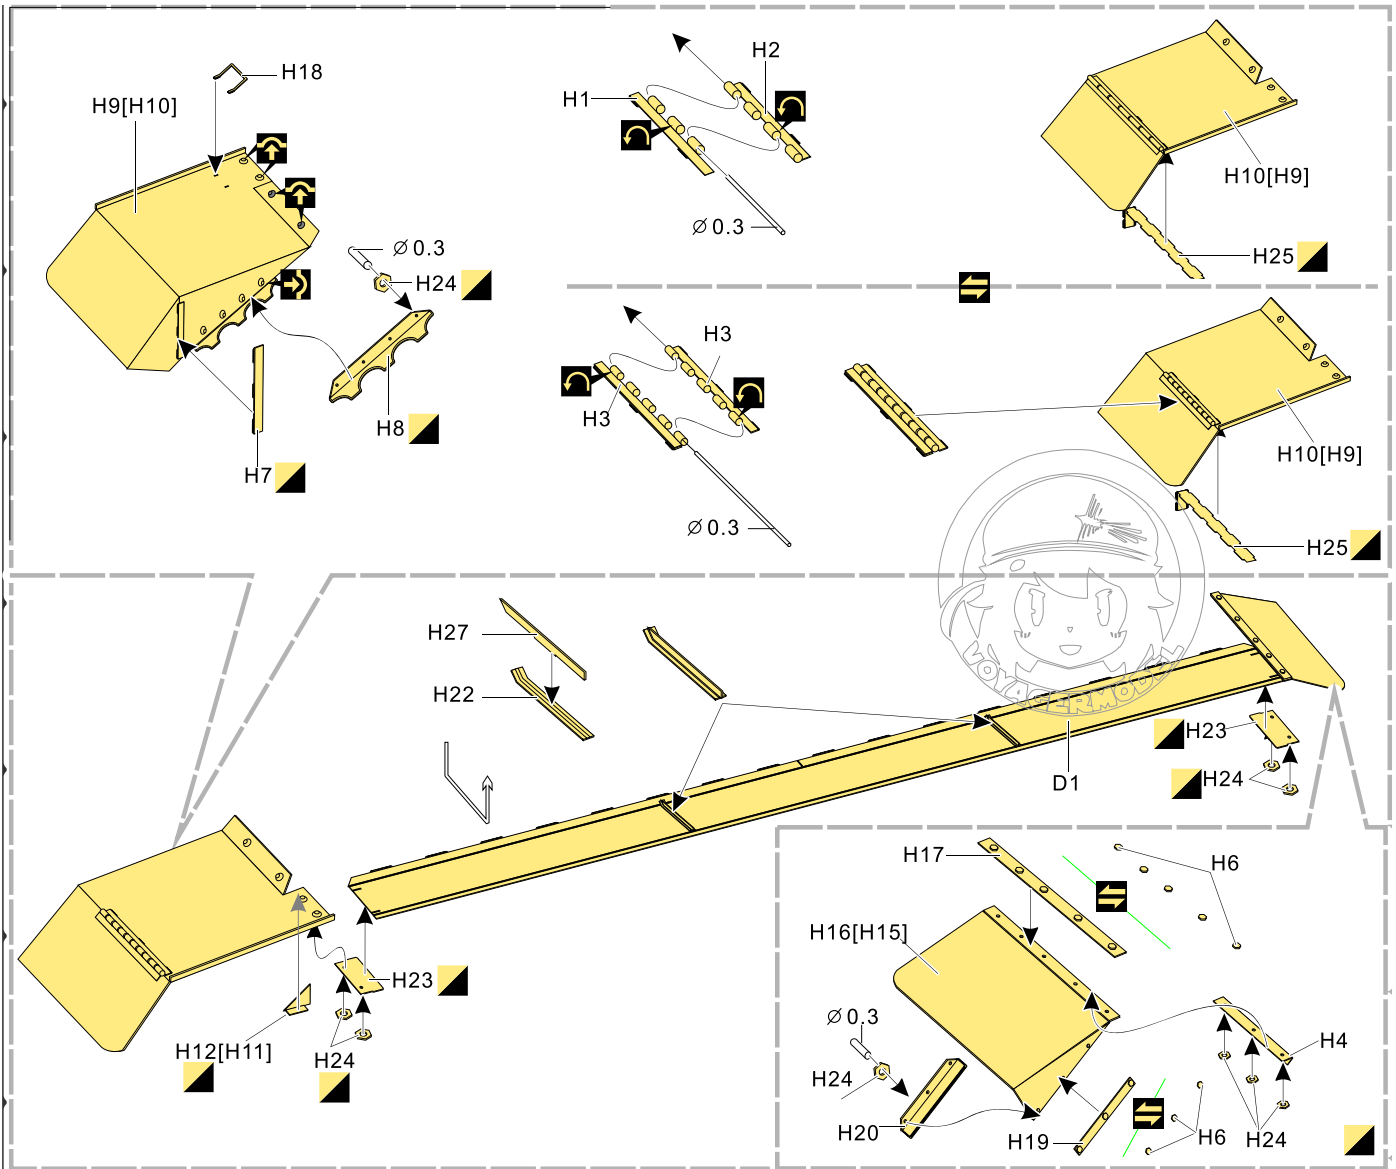 H18
H9[H10]
Ø 0.3
H24
H8
H7
H1
H2
Ø 0.3
H10[H9]
H25
H3
H3
Ø 0.3
H10[H9]
H25
H27
H22
D1
H23
H24
H23
H12[H11]
H24
VOYAGERMODEL
H17
H6
H16[H15]
Ø 0.3
H24
H20
H19
H6
H24
H4